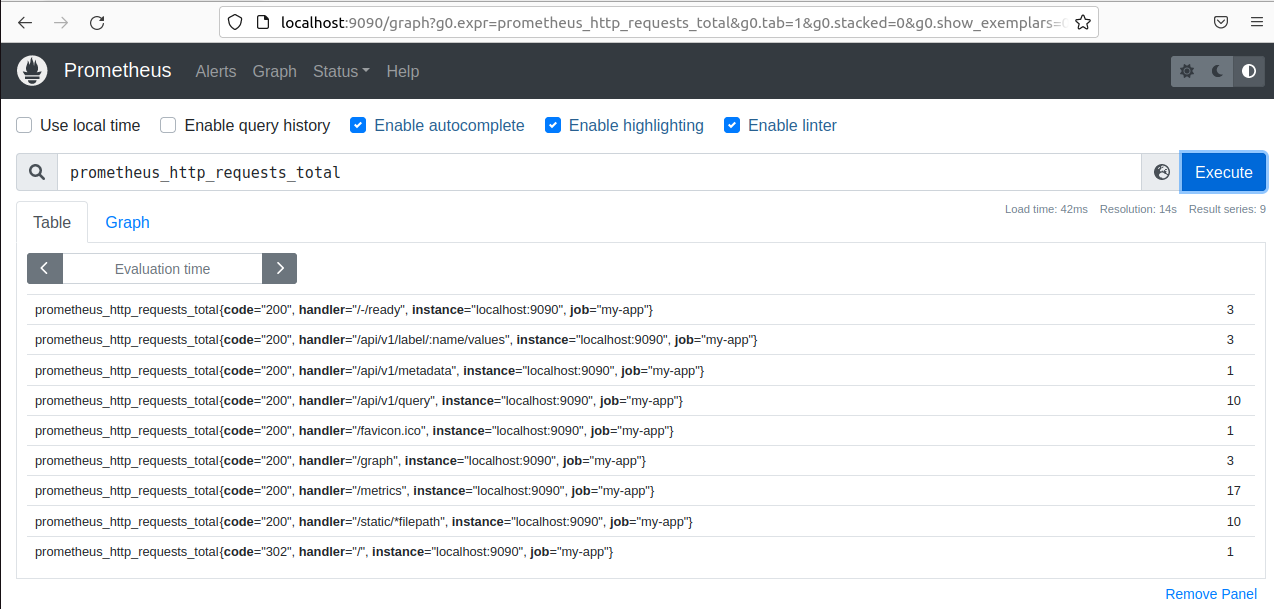 localhost:9090/graph?g0.expr=prometheus_http_requests_total&g0.tab=1&g0.stacked=0&g0.show_exemplars=0
Prometheus Alerts Graph Status Help
Use local time Enable query history Enable autocomplete Enable highlighting Enable linter
prometheus_http_requests_total Execute
Table Graph Load time: 42ms Resolution: 14s Result series: 9
Evaluation time
prometheus_http_requests_total{code="200", handler="/-/ready", instance="localhost:9090", job="my-app"} 3
prometheus_http_requests_total{code="200", handler="/api/v1/label/:name/values", instance="localhost:9090", job="my-app"} 3
prometheus_http_requests_total{code="200", handler="/api/v1/metadata", instance="localhost:9090", job="my-app"} 1
prometheus_http_requests_total{code="200", handler="/api/v1/query", instance="localhost:9090", job="my-app"} 10
prometheus_http_requests_total{code="200", handler="/favicon.ico", instance="localhost:9090", job="my-app"} 1
prometheus_http_requests_total{code="200", handler="/graph", instance="localhost:9090", job="my-app"} 3
prometheus_http_requests_total{code="200", handler="/metrics", instance="localhost:9090", job="my-app"} 17
prometheus_http_requests_total{code="200", handler="/static/*filepath", instance="localhost:9090", job="my-app"} 10
prometheus_http_requests_total{code="302", handler="/", instance="localhost:9090", job="my-app"} 1
Remove Panel